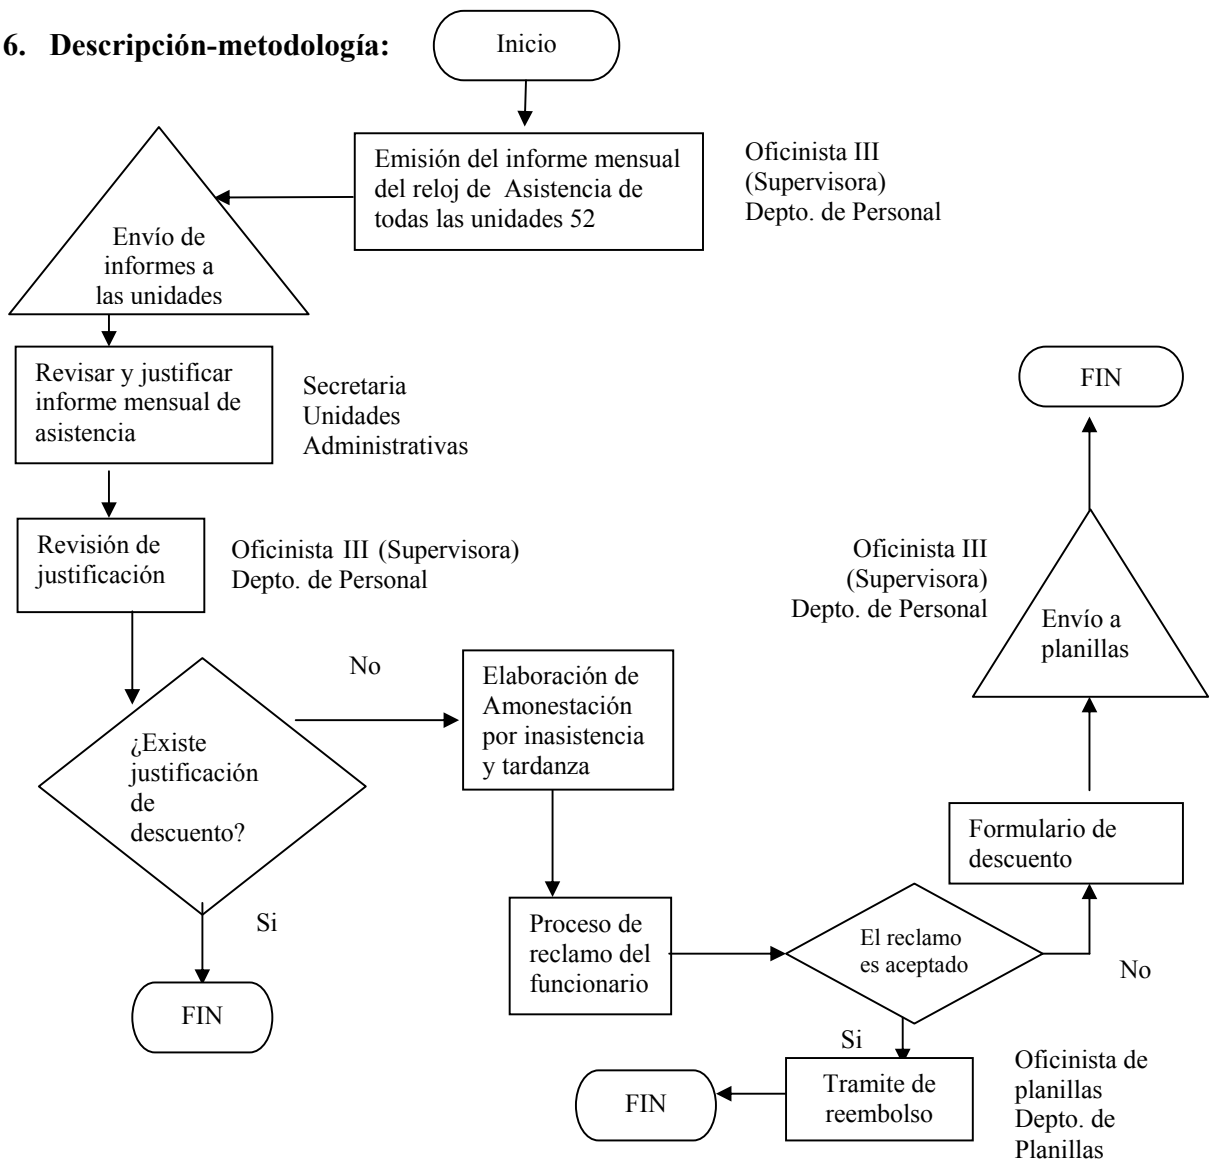 6. Descripción-metodología:
Inicio
Emisión del informe mensual
del reloj de Asistencia de
todas las unidades 52
Oficinista III
(Supervisora)
Depto. de Personal
Envío de
informes a
las unidades
Revisar y justificar
informe mensual de
asistencia
Secretaria
Unidades
Administrativas
Revisión de
justificación
Oficinista III (Supervisora)
Depto. de Personal
¿Existe
justificación
de
descuento?
Si
FIN
No
Elaboración de
Amonestación
por inasistencia
y tardanza
Proceso de
reclamo del
funcionario
El reclamo
es aceptado
Si
Tramite de
reembolso
Oficinista de
planillas
Depto. de
Planillas
FIN
No
Formulario de
descuento
Envío a
planillas
Oficinista III
(Supervisora)
Depto. de Personal
FIN